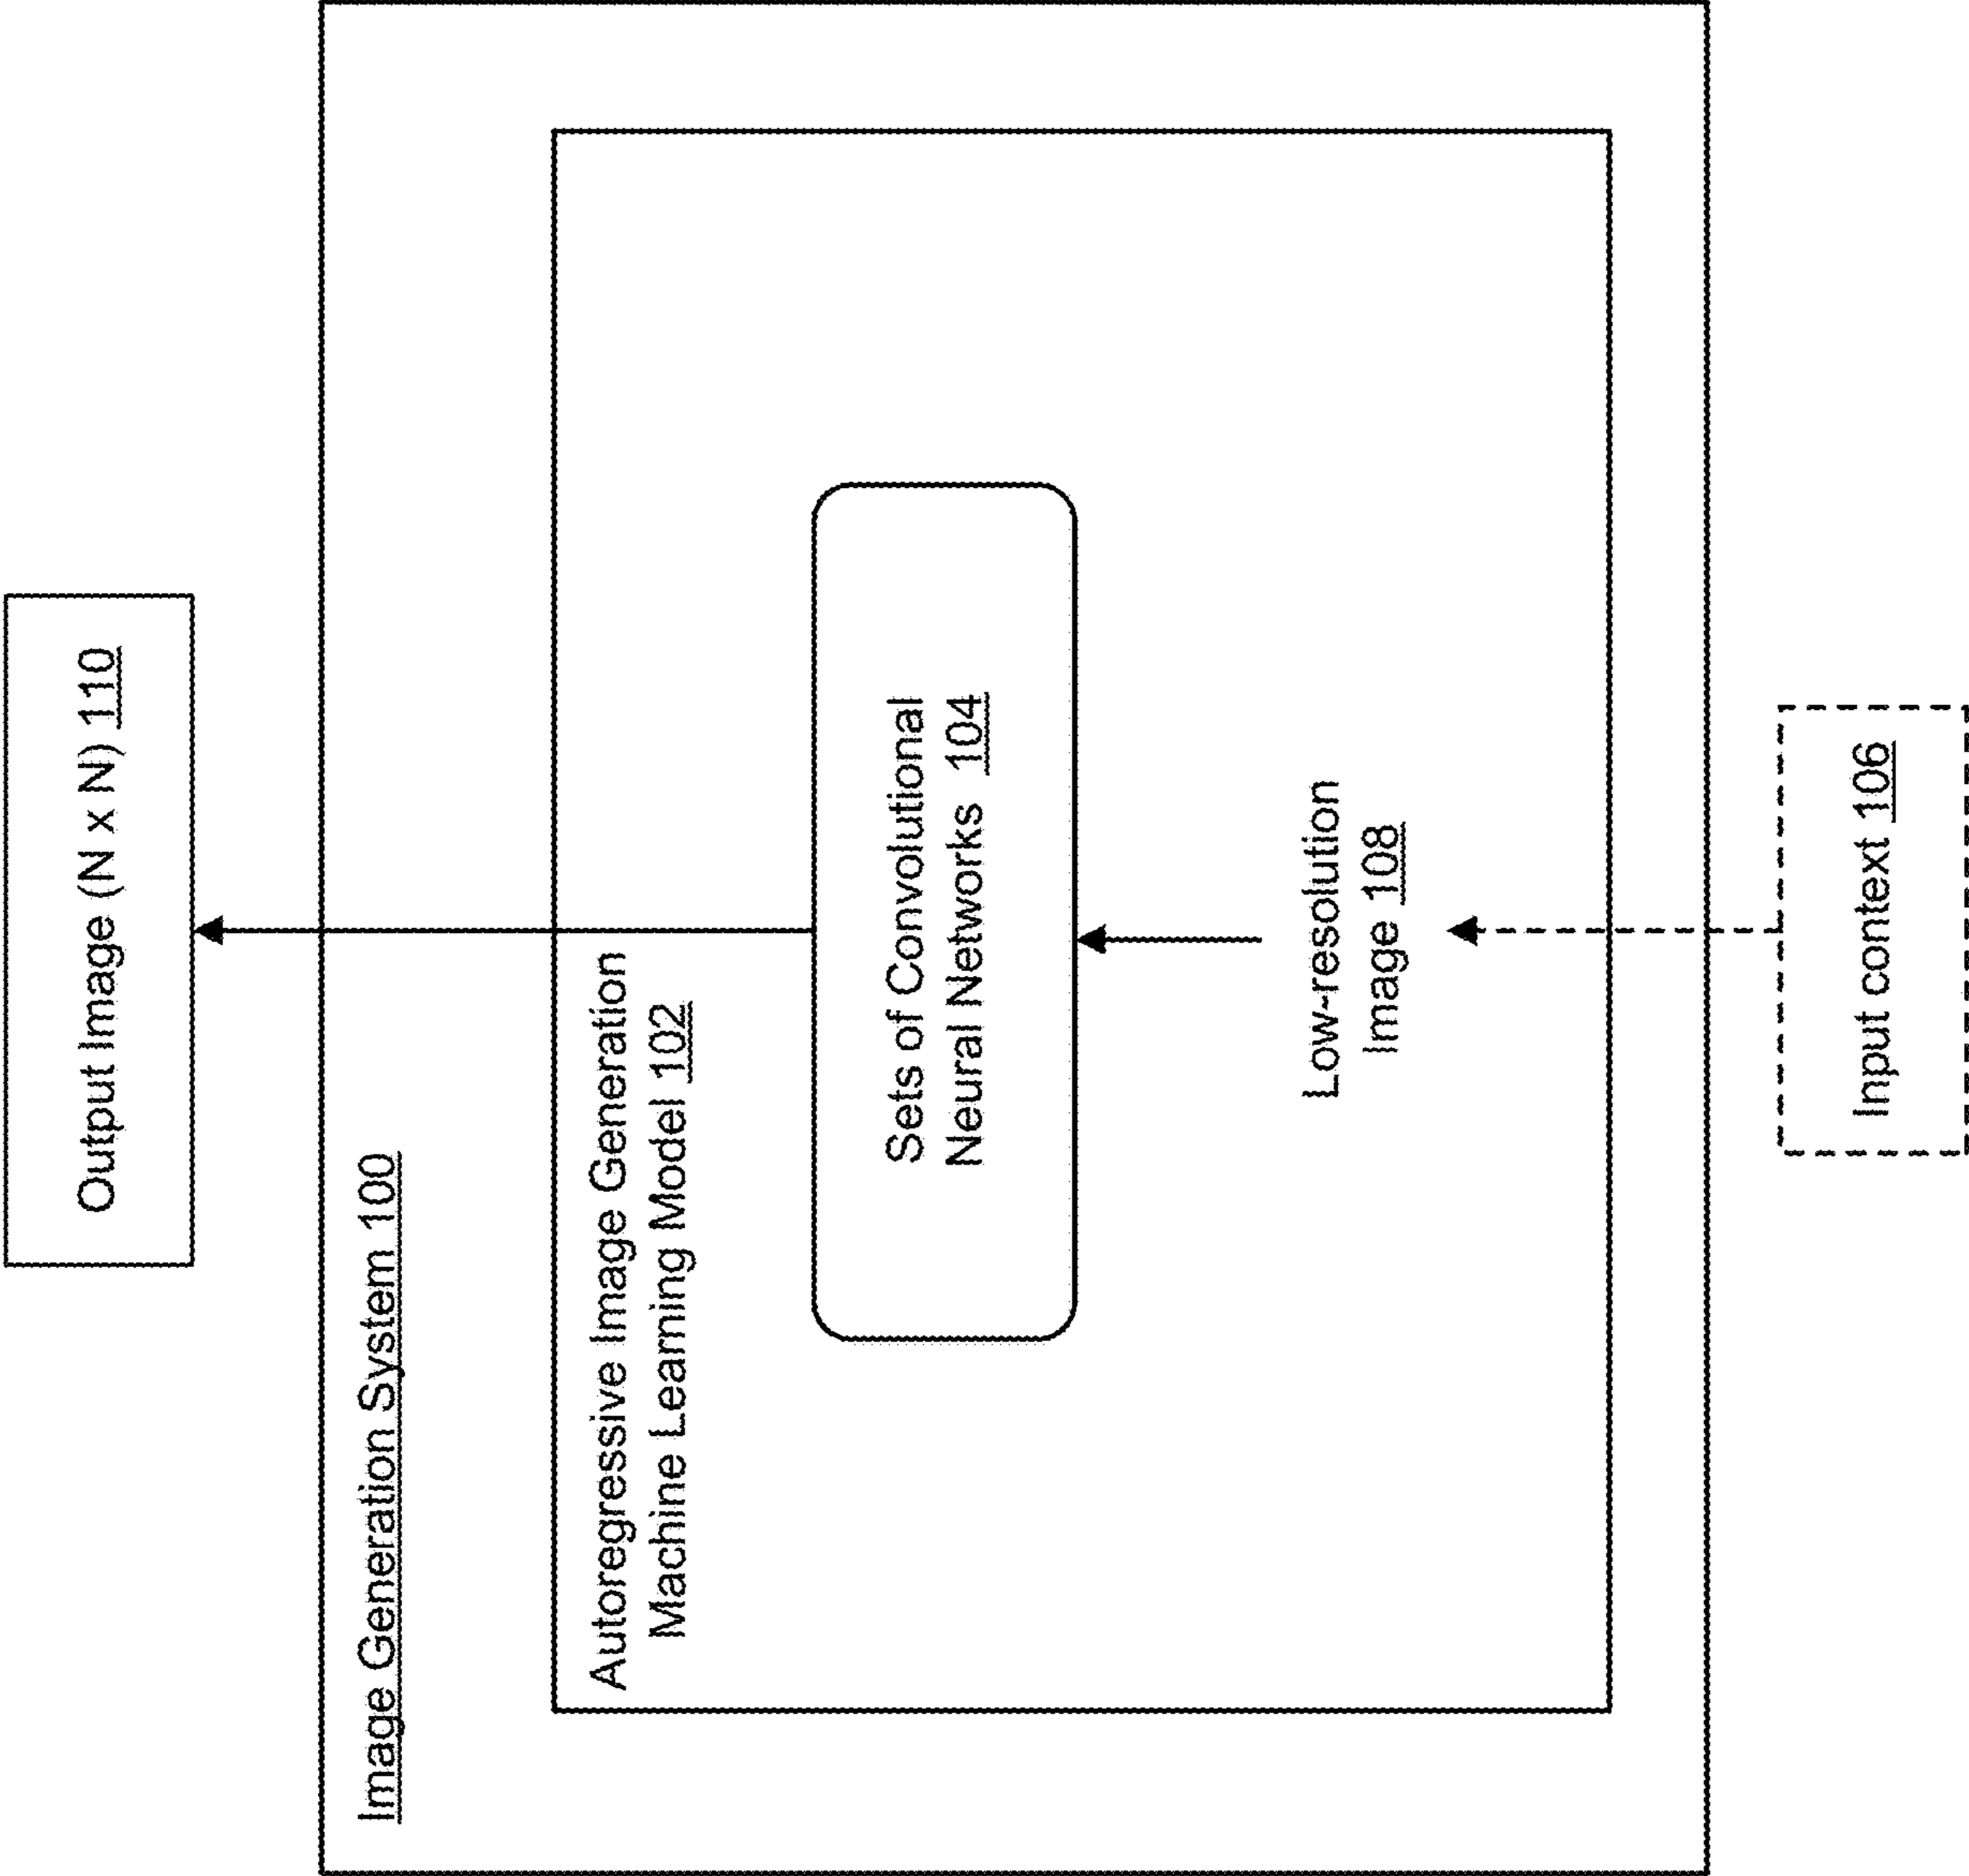 Output Image (N x N) 110
Image Generation System 100
Autoregressive Image Generation
Machine Learning Model 102
Sets of Convolutional
Neural Networks 104
Low-resolution
Image 108
Input context 106